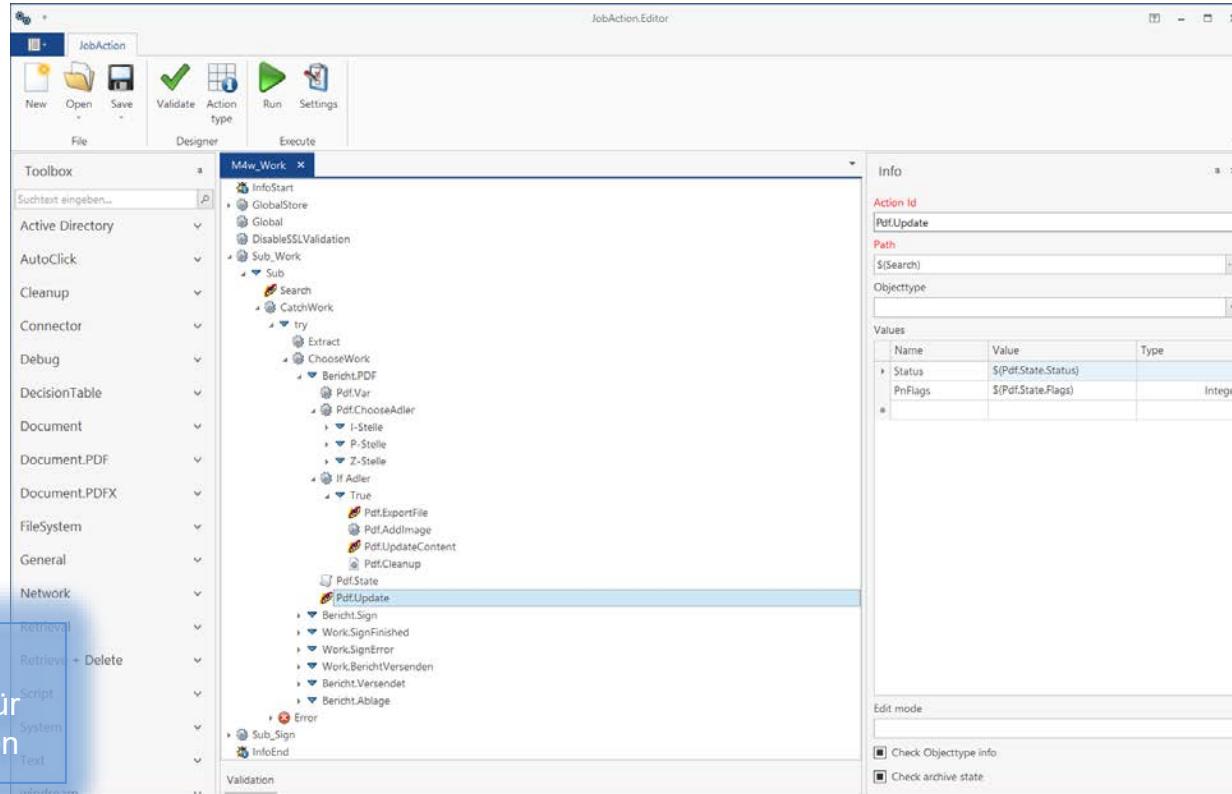 JobAction.Editor
JobAction
New Open Save Validate Action type Run Settings
File Designer Execute
Toolbox
Suchtext eingeben...
Active Directory
AutoClick
Cleanup
Connector
Debug
DecisionTable
Document
Document.PDF
Document.PDFX
FileSystem
General
Network
Retrieval
Retrieve + Delete
Script
System
Text
windream
ür
n
M4w_Work
InfoStart
GlobalStore
Global
DisableSSLValidation
Sub_Work
Sub
Search
CatchWork
try
Extract
ChooseWork
Bericht.PDF
Pdf.Var
Pdf.ChooseAdler
I-Stelle
P-Stelle
Z-Stelle
If Adler
True
Pdf.ExportFile
Pdf.AddImage
Pdf.UpdateContent
Pdf.Cleanup
Pdf.State
Pdf.Update
Bericht.Sign
Work.SignFinished
Work.SignError
Work.BerichtVersenden
Bericht.Versendet
Bericht.Ablage
Error
Sub_Sign
InfoEnd
Validation
Info
Action Id
Pdf.Update
Path
$(Search)
Objecttype
Values
Name Value Type
Status $(Pdf.State.Status)
PnFlags $(Pdf.State.Flags) Intege
Edit mode
Check Objecttype info
Check archive state